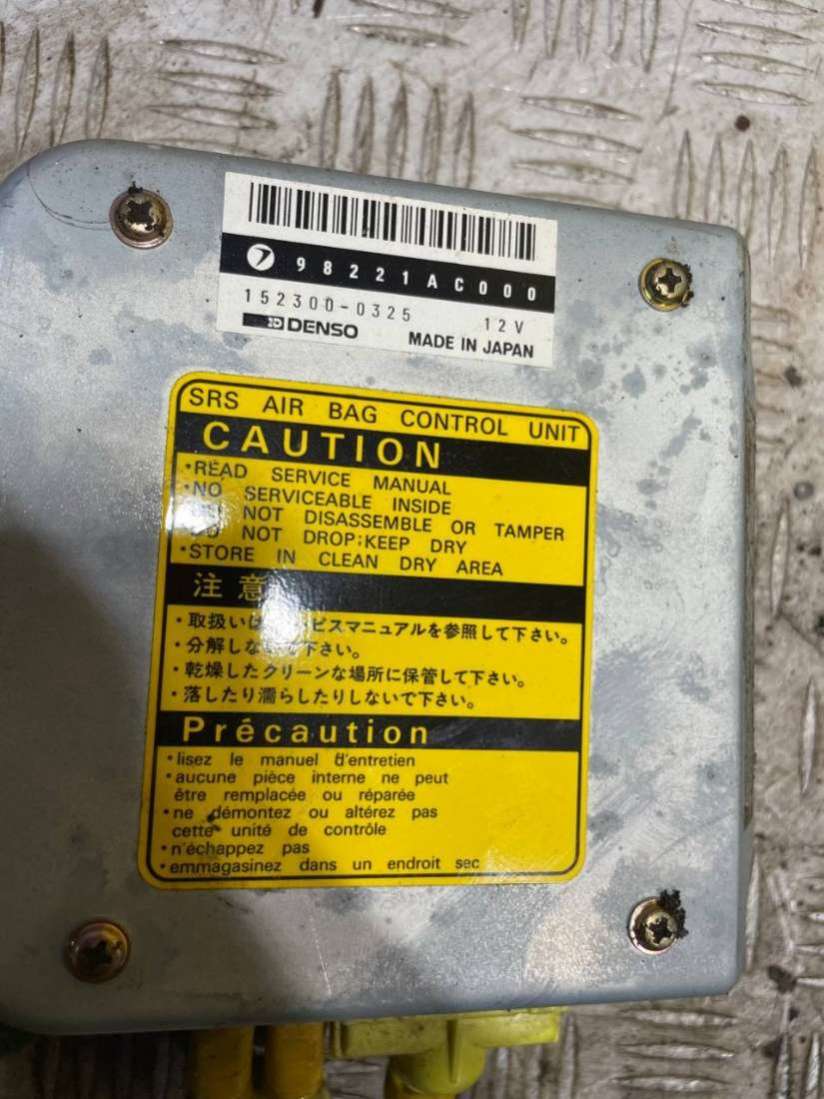 98221AC000
152300-0325 12V
DENSO MADE IN JAPAN
SRS AIR BAG CONTROL UNIT
CAUTION
·READ SERVICE MANUAL
·NO SERVICEABLE INSIDE
NOT DISASSEMBLE OR TAMPER
NOT DROP;KEEP DRY
·STORE IN CLEAN DRY AREA
注意
·取扱いは ビスマニュアルを参照して下さい。
·分解しな 下さい。
·乾燥したクリーンな場所に保管して下さい。
·落したり濡らしたりしないで下さい。
Précaution
·lisez le manuel d'entretien
·aucune pièce interne ne peut
être remplacée ou réparée
·ne démontez ou altérez pas
cette unité de contrôle
·n'échappez pas
·emmagasinez dans un endroit sec